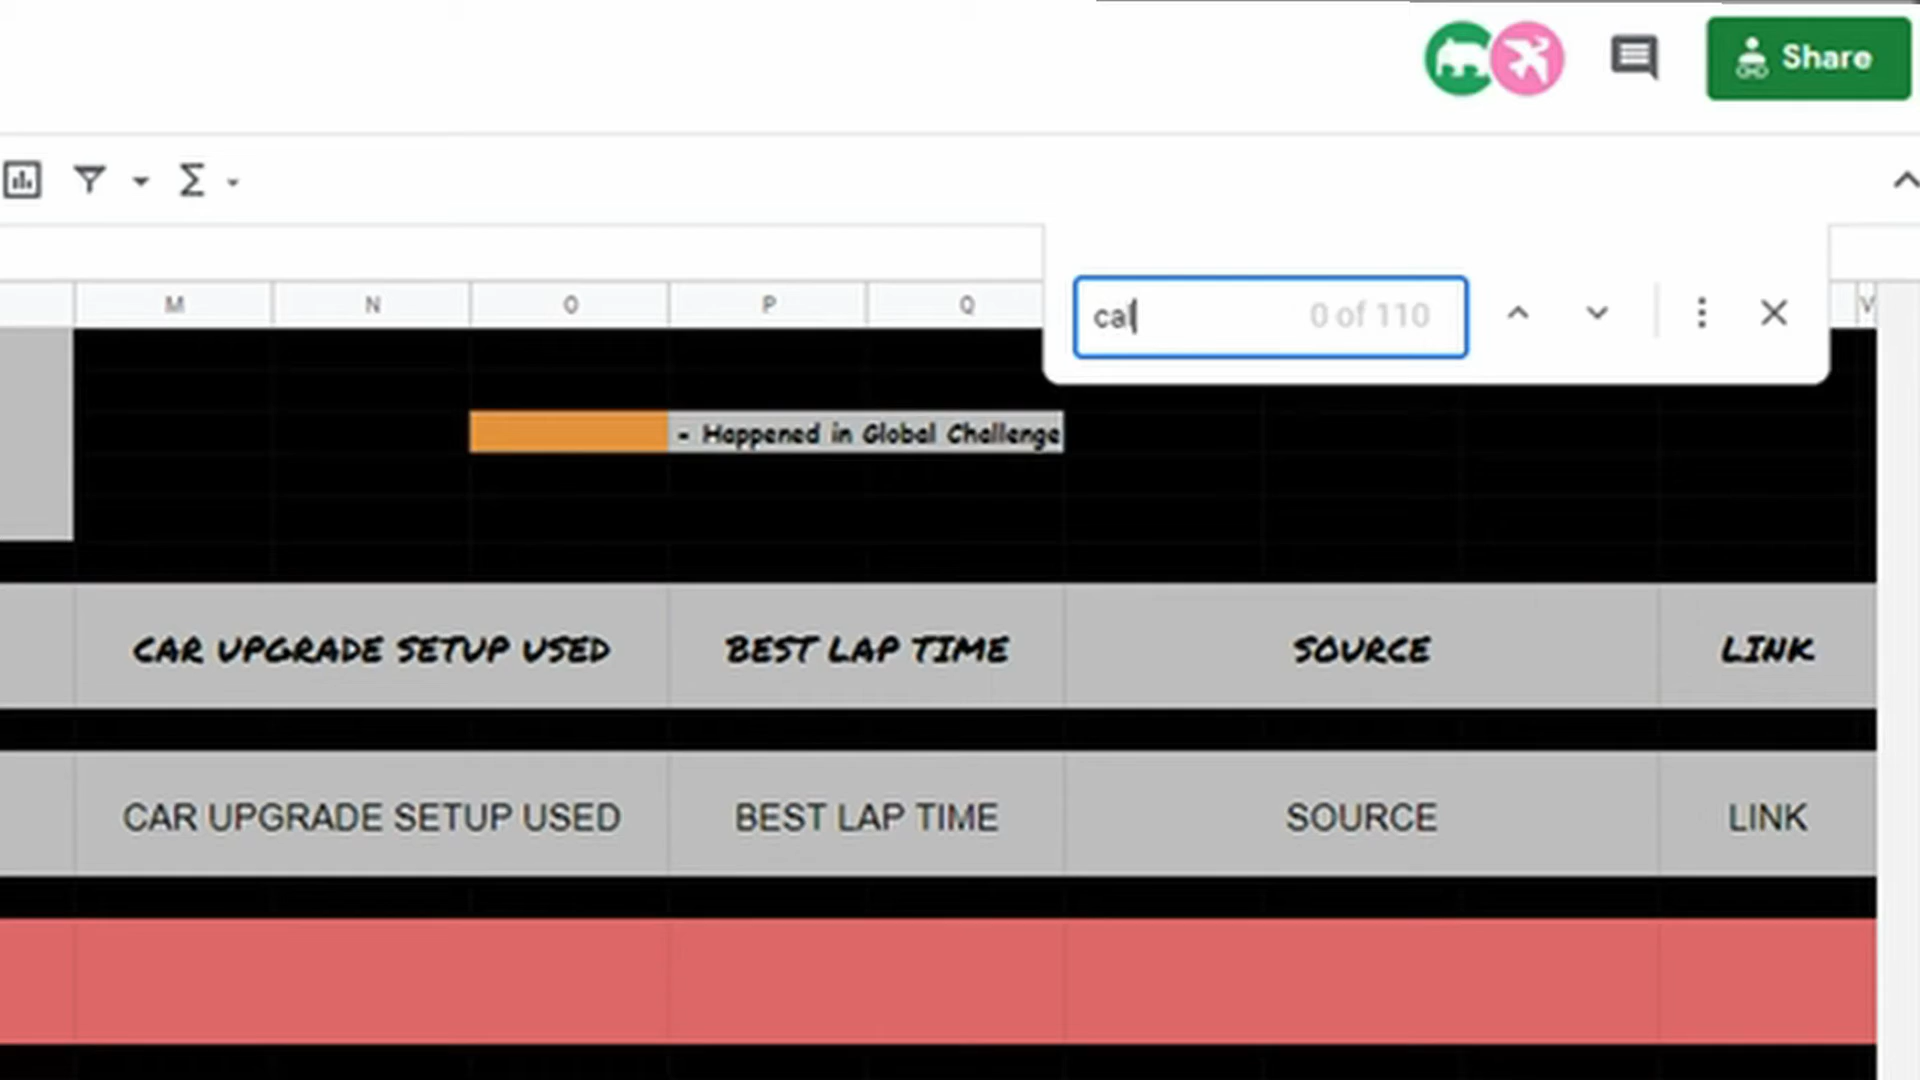 Share
M N O P Q
cal 0 of 110
- Happened in Global Challenge
CAR UPGRADE SETUP USED BEST LAP TIME SOURCE LINK
CAR UPGRADE SETUP USED BEST LAP TIME SOURCE LINK